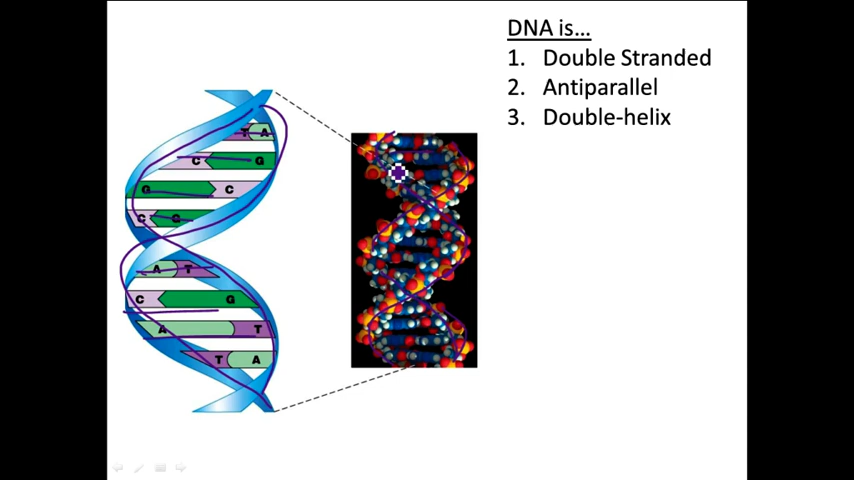 DNA is...
1. Double Stranded
2. Antiparallel
3. Double-helix
T A
C G
G C
C G
A T
C G
A T
T A